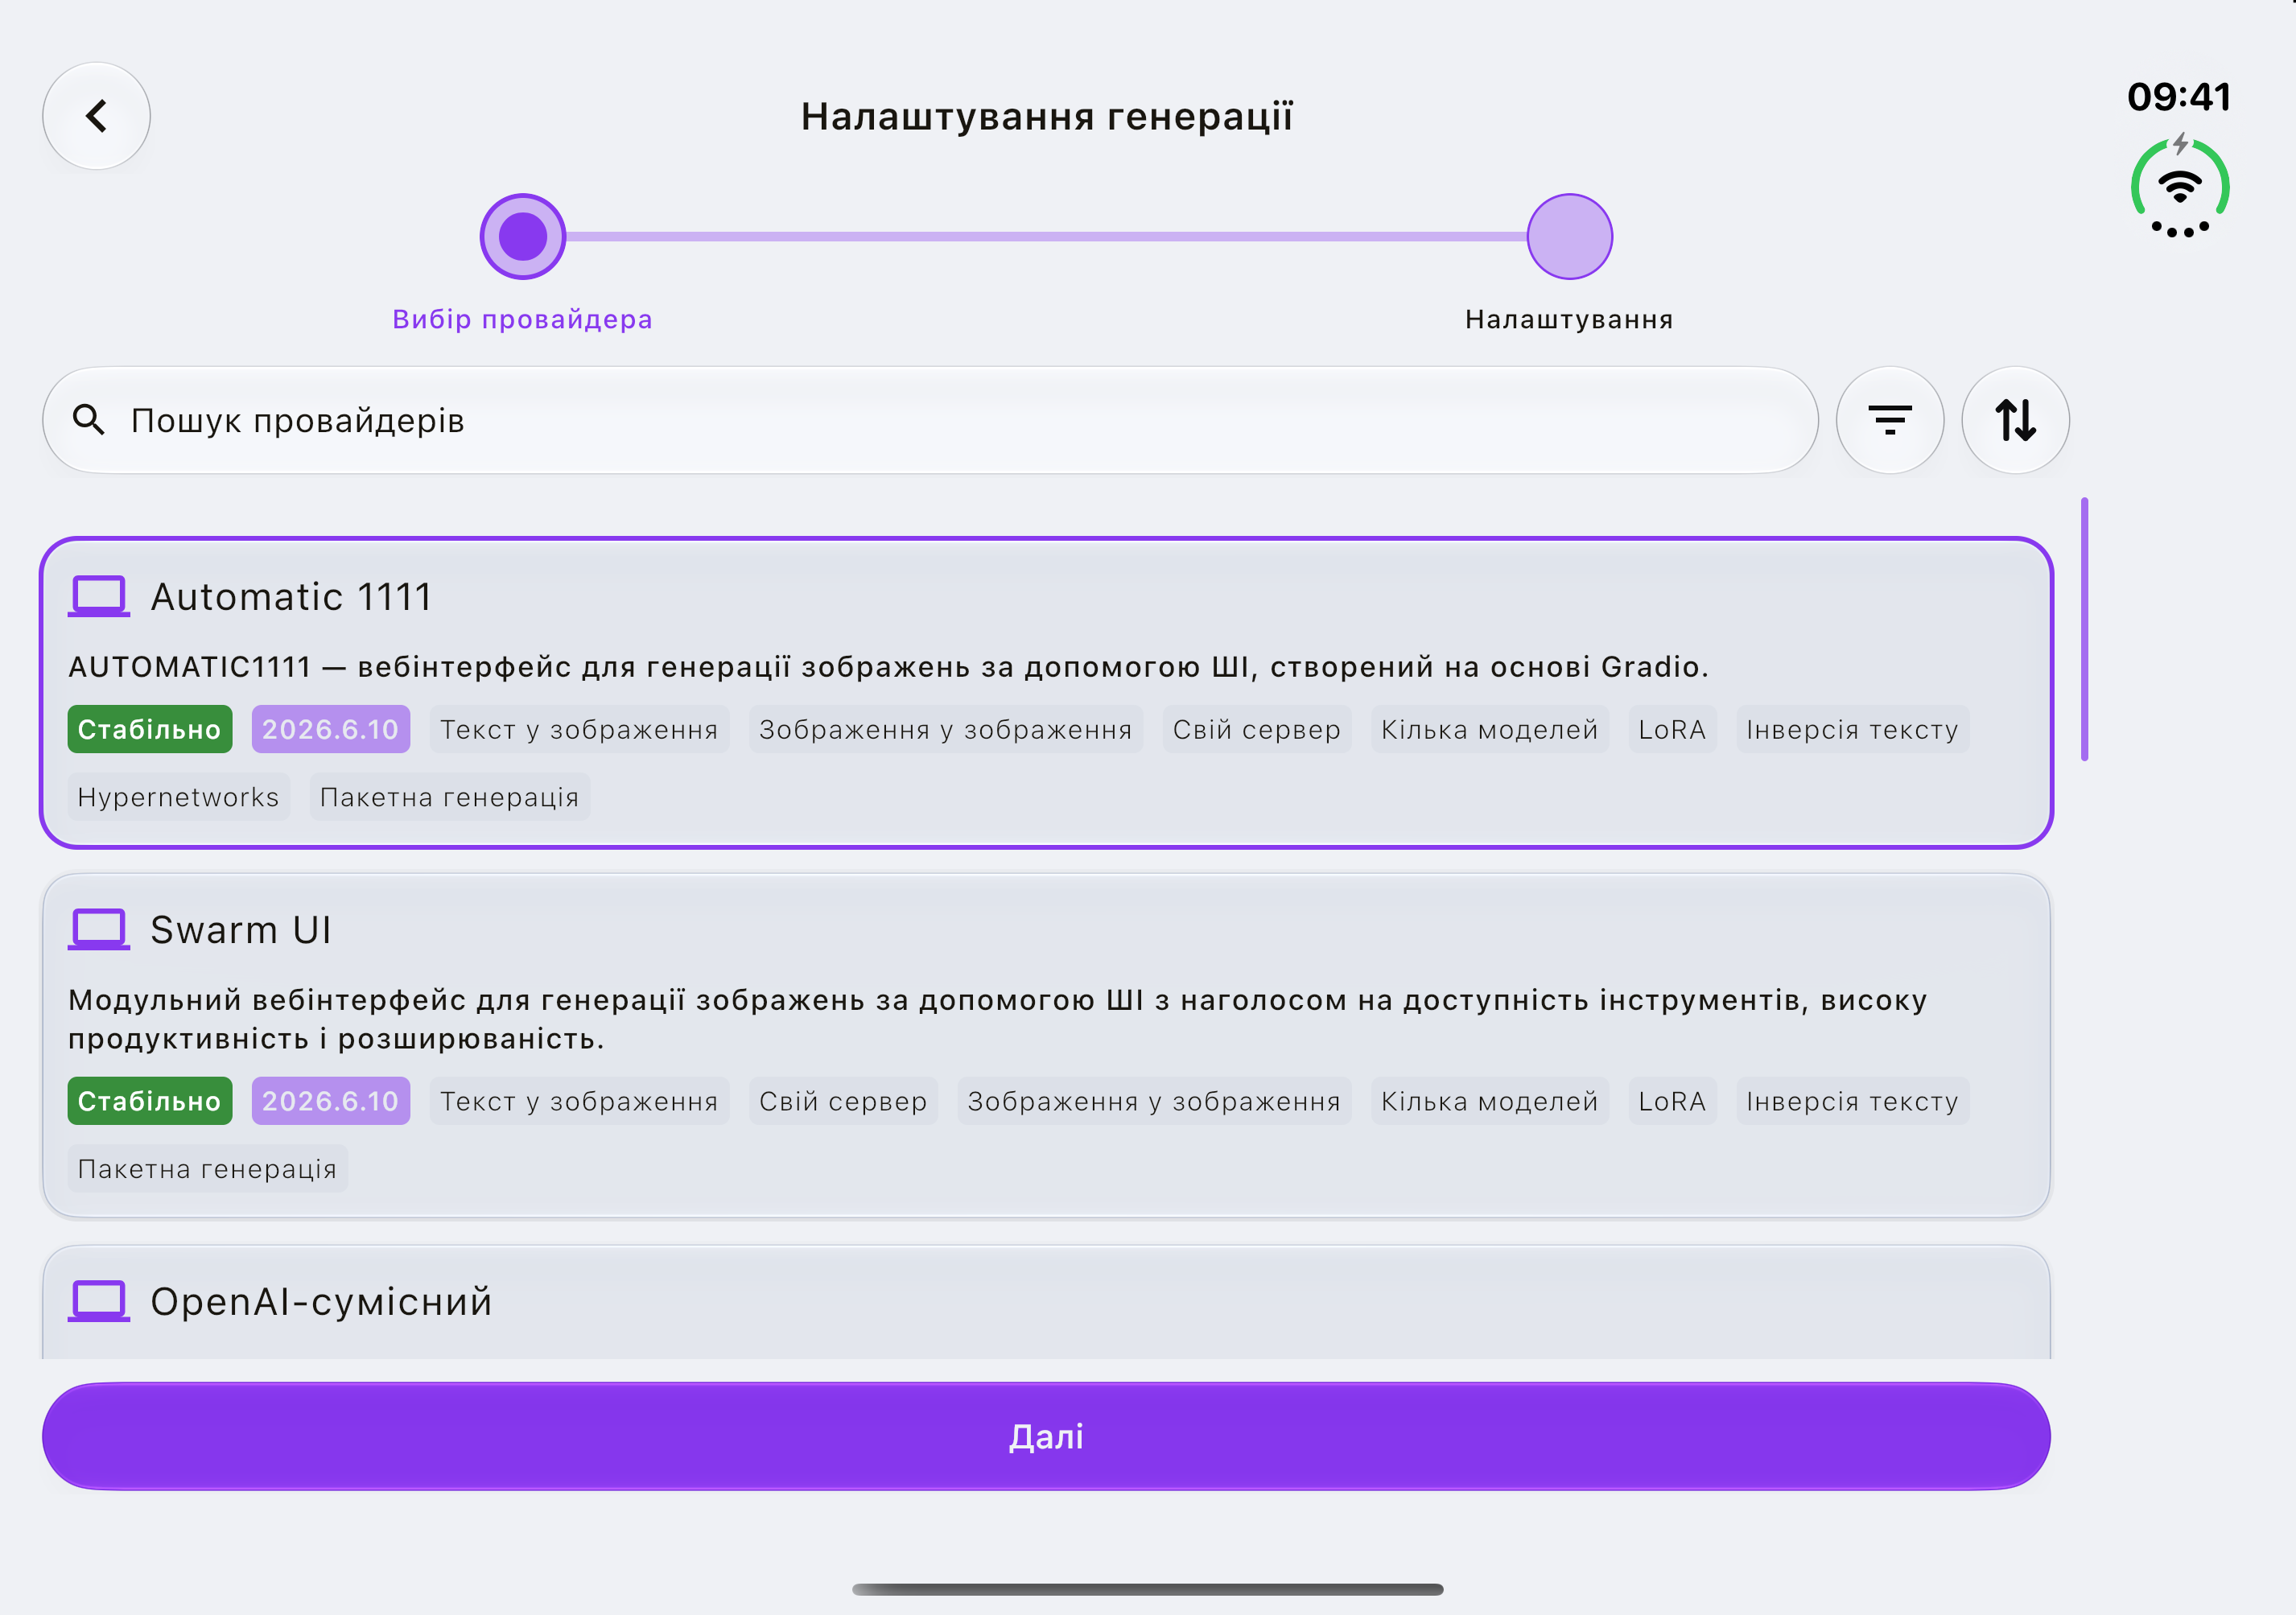 09:41
Налаштування генерації
Вибір провайдера
Налаштування
Пошук провайдерів
Automatic 1111
AUTOMATIC1111 — вебінтерфейс для генерації зображень за допомогою ШІ, створений на основі Gradio.
Стабільно 2026.6.10 Текст у зображення Зображення у зображення Свій сервер Кілька моделей LoRA Інверсія тексту
Hypernetworks Пакетна генерація
Swarm UI
Модульний вебінтерфейс для генерації зображень за допомогою ШІ з наголосом на доступність інструментів, високу
продуктивність і розширюваність.
Стабільно 2026.6.10 Текст у зображення Свій сервер Зображення у зображення Кілька моделей LoRA Інверсія тексту
Пакетна генерація
OpenAI-сумісний
Далі